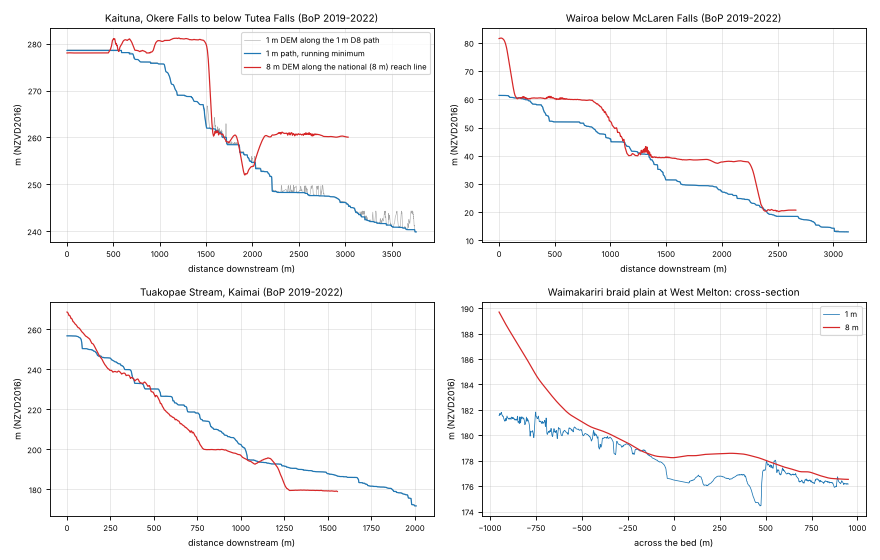 Kaituna, Okere Falls to below Tutea Falls (BoP 2019-2022)
1 m DEM along the 1 m D8 path
1 m path, running minimum
8 m DEM along the national (8 m) reach line
m (NZVD2016)
280
270
260
250
240
0 500 1000 1500 2000 2500 3000 3500
distance downstream (m)
Wairoa below McLaren Falls (BoP 2019-2022)
m (NZVD2016)
80
70
60
50
40
30
20
10
0 500 1000 1500 2000 2500 3000
distance downstream (m)
Tuakopae Stream, Kaimai (BoP 2019-2022)
m (NZVD2016)
260
240
220
200
180
0 250 500 750 1000 1250 1500 1750 2000
distance downstream (m)
Waimakariri braid plain at West Melton: cross-section
1 m
8 m
m (NZVD2016)
190
188
186
184
182
180
178
176
174
−1000 −750 −500 −250 0 250 500 750 1000
across the bed (m)